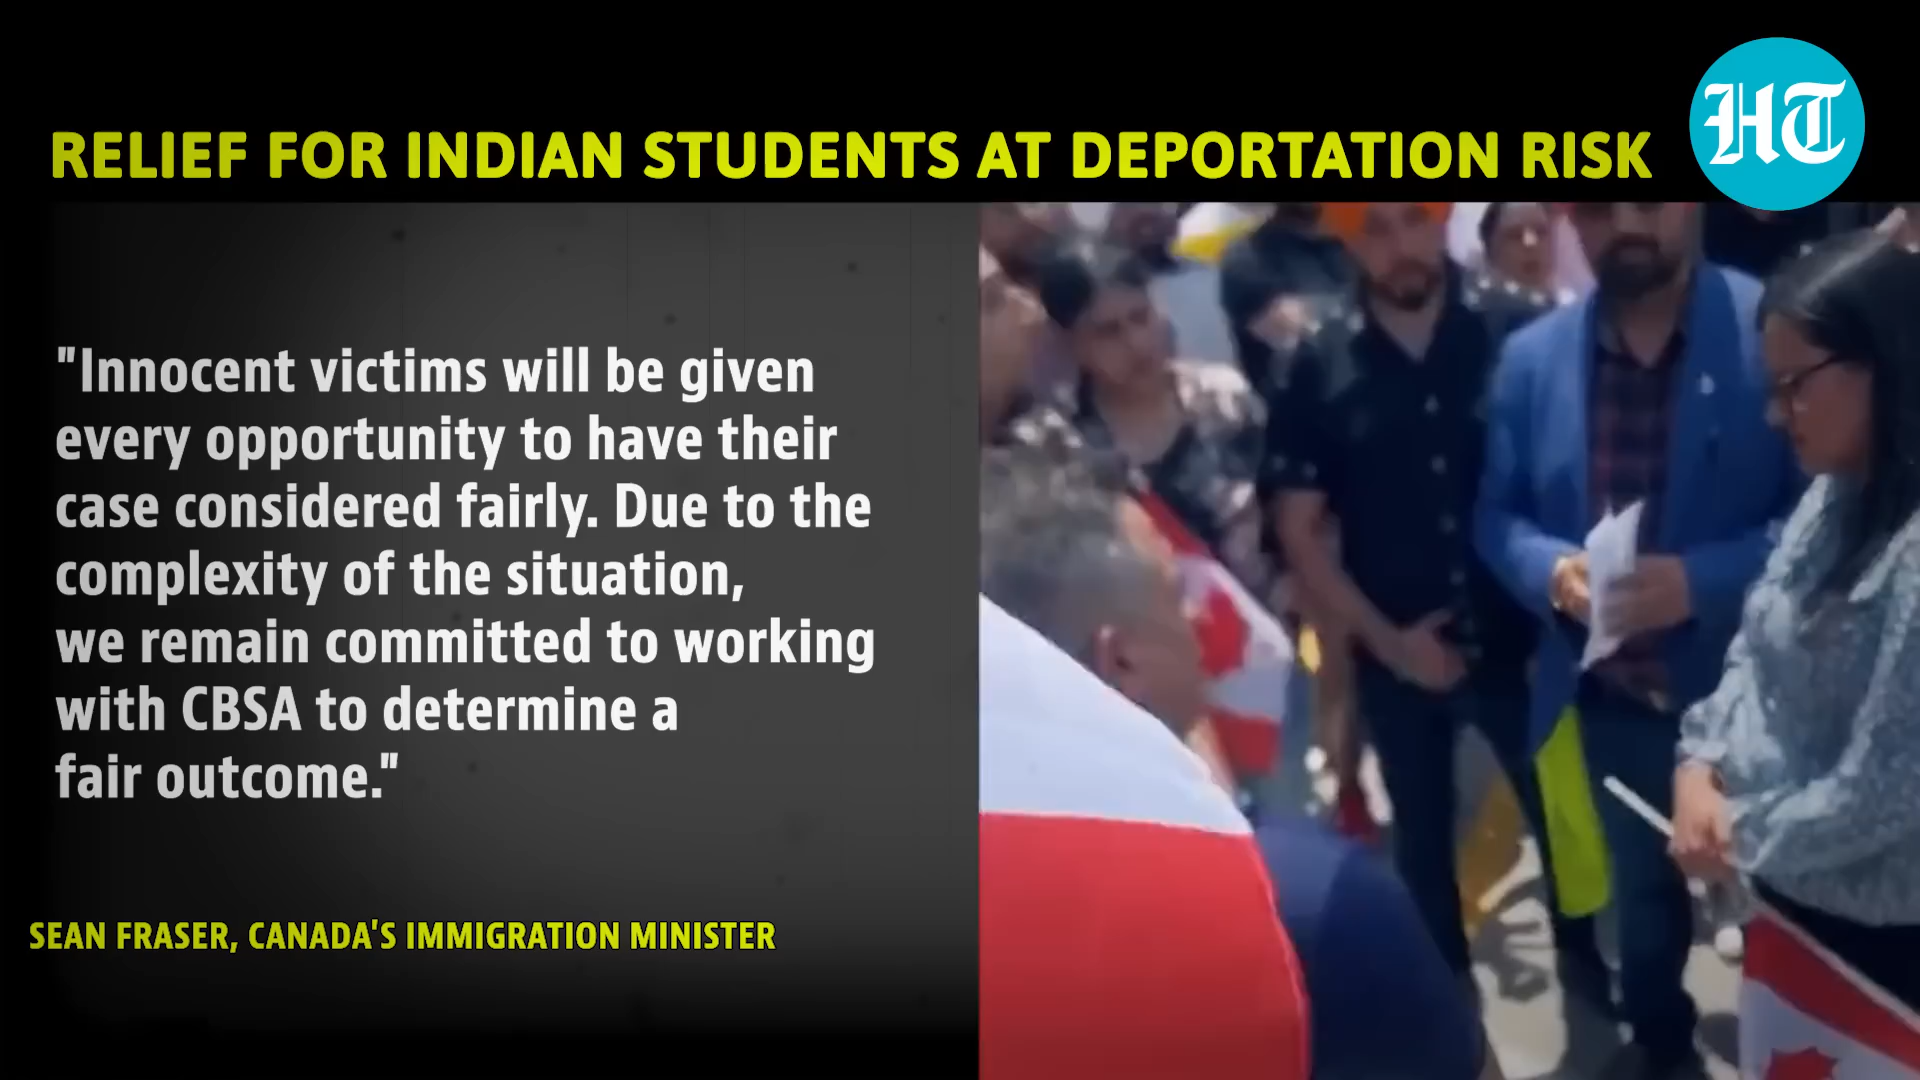 HT
RELIEF FOR INDIAN STUDENTS AT DEPORTATION RISK
"Innocent victims will be given
every opportunity to have their
case considered fairly. Due to the
complexity of the situation,
we remain committed to working
with CBSA to determine a
fair outcome."
SEAN FRASER, CANADA'S IMMIGRATION MINISTER